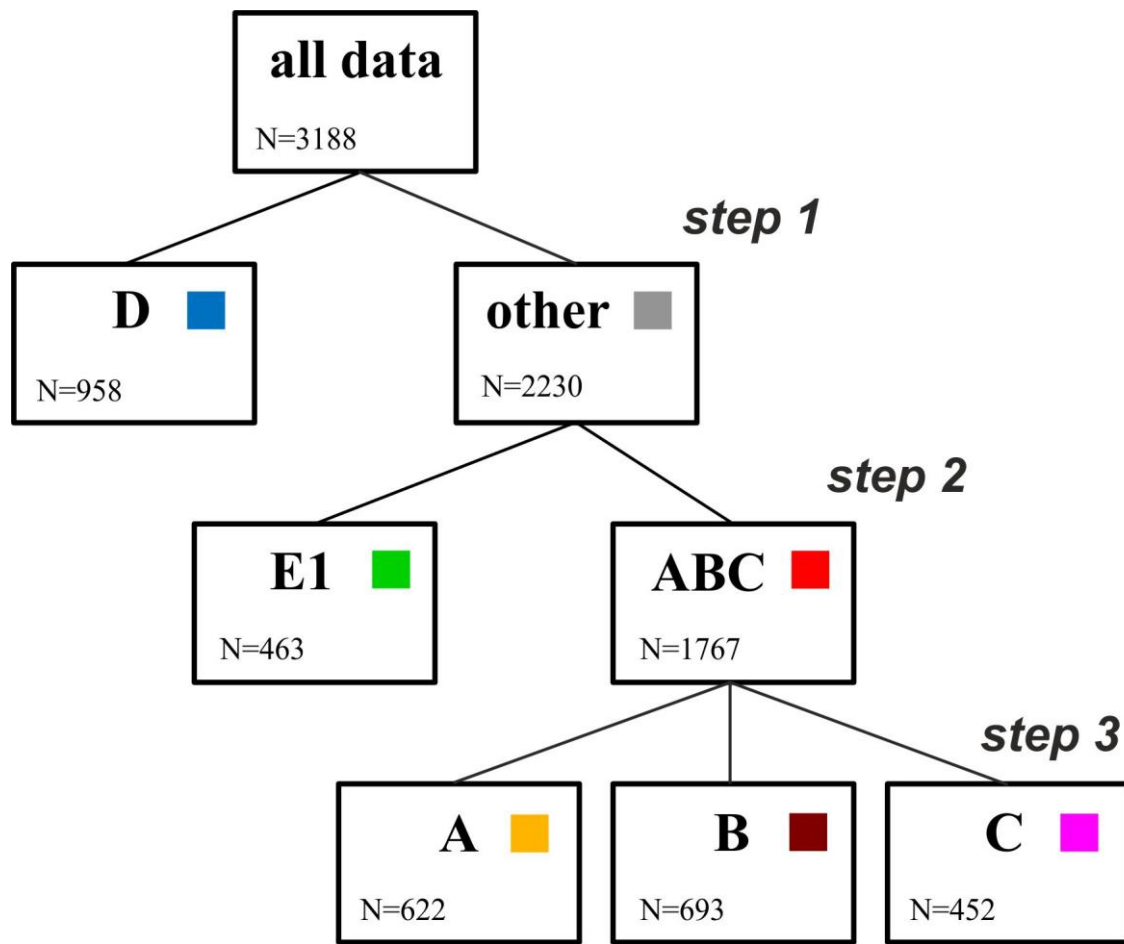 all data
N=3188
step 1
D
N=958
other
N=2230
step 2
E1
N=463
ABC
N=1767
step 3
A
N=622
B
N=693
C
N=452